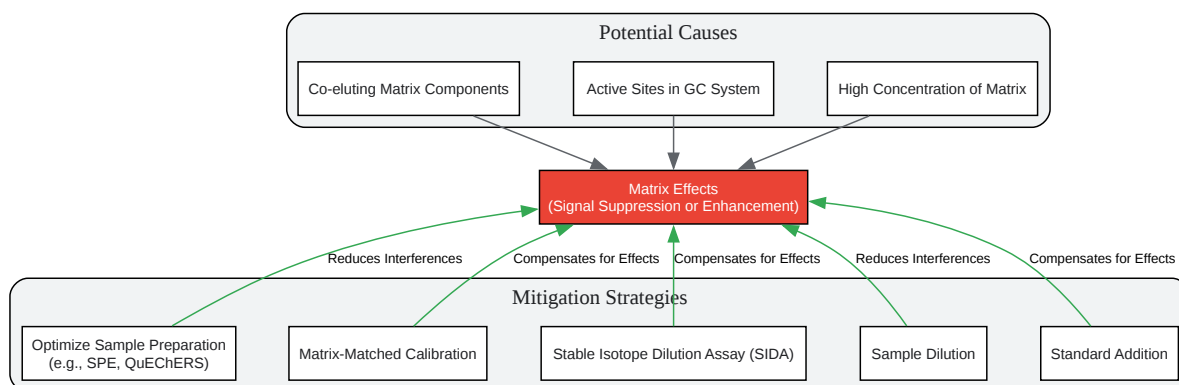 Potential Causes
Co-eluting Matrix Components
Active Sites in GC System
High Concentration of Matrix
Matrix Effects
(Signal Suppression or Enhancement)
Reduces Interferences
Compensates for Effects
Compensates for Effects
Reduces Interferences
Compensates for Effects
Mitigation Strategies
Optimize Sample Preparation
(e.g., SPE, QuEChERS)
Matrix-Matched Calibration
Stable Isotope Dilution Assay (SIDA)
Sample Dilution
Standard Addition